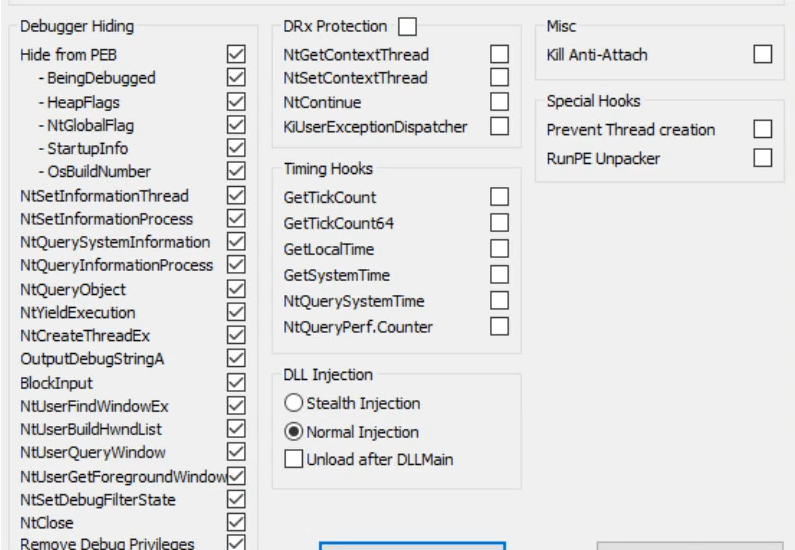 Debugger Hiding
Hide from PEB
- BeingDebugged
- HeapFlags
- NtGlobalFlag
- StartupInfo
- OsBuildNumber
NtSetInformationThread
NtSetInformationProcess
NtQuerySystemInformation
NtQueryInformationProcess
NtQueryObject
NtYieldExecution
NtCreateThreadEx
OutputDebugStringA
BlockInput
NtUserFindWindowEx
NtUserBuildHwndList
NtUserQueryWindow
NtUserGetForegroundWindow
NtSetDebugFilterState
NtClose
Remove Debug Privileges
DRx Protection
NtGetContextThread
NtSetContextThread
NtContinue
KiUserExceptionDispatcher
Timing Hooks
GetTickCount
GetTickCount64
GetLocalTime
GetSystemTime
NtQuerySystemTime
NtQueryPerf.Counter
DLL Injection
Stealth Injection
Normal Injection
Unload after DLLMain
Misc
Kill Anti-Attach
Special Hooks
Prevent Thread creation
RunPE Unpacker